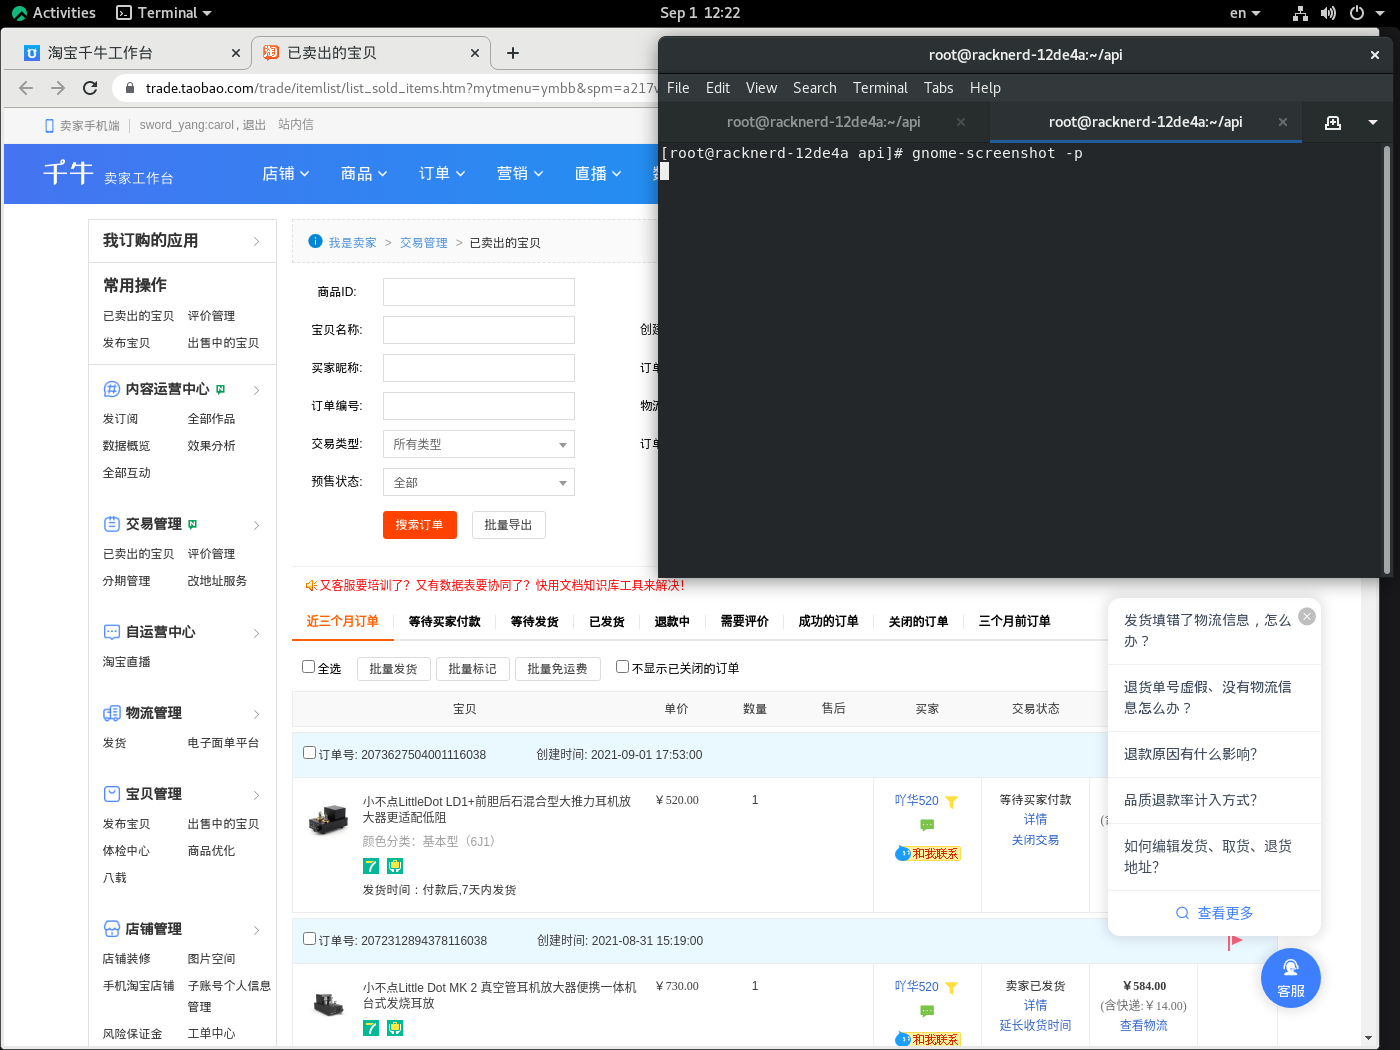 Activities Terminal Sep 1 12:22 en
淘宝千牛工作台 已卖出的宝贝
trade.taobao.com/trade/itemlist/list_sold_items.htm?mytmenu=ymbb&spm=a217
root@racknerd-12de4a:~/api
File Edit View Search Terminal Tabs Help
root@racknerd-12de4a:~/api root@racknerd-12de4a:~/api
[root@racknerd-12de4a api]# gnome-screenshot -p
卖家手机端 sword_yang:carol , 退出 站内信
千牛 卖家工作台 店铺 商品 订单 营销 直播
我订购的应用
常用操作
已卖出的宝贝 评价管理
发布宝贝 出售中的宝贝
内容运营中心 N
发订阅 全部作品
数据概览 效果分析
全部互动
交易管理 N
已卖出的宝贝 评价管理
分期管理 改地址服务
自运营中心
淘宝直播
物流管理
发货 电子面单平台
宝贝管理
发布宝贝 出售中的宝贝
体检中心 商品优化
八载
店铺管理
店铺装修 图片空间
手机淘宝店铺 子账号个人信息管理
风险保证金 工单中心
我是卖家 > 交易管理 > 已卖出的宝贝
商品ID:
宝贝名称: 创建
买家昵称: 订单
订单编号: 物流
交易类型: 所有类型 订单
预售状态: 全部
搜索订单 批量导出
又客服要培训了？又有数据表要协同了？快用文档知识库工具来解决！
近三个月订单 等待买家付款 等待发货 已发货 退款中 需要评价 成功的订单 关闭的订单 三个月前订单
全选 批量发货 批量标记 批量免运费 不显示已关闭的订单
宝贝 单价 数量 售后 买家 交易状态
订单号: 2073627504001116038 创建时间: 2021-09-01 17:53:00
小不点LittleDot LD1+前胆后石混合型大推力耳机放大器更适配低阻 ￥520.00 1 吖华520 等待买家付款
颜色分类：基本型（6J1） 详情
7 和我联系 关闭交易
发货时间：付款后,7天内发货
订单号: 2072312894378116038 创建时间: 2021-08-31 15:19:00
小不点Little Dot MK 2 真空管耳机放大器便携一体机台式发烧耳放 ￥730.00 1 吖华520 卖家已发货 ￥584.00
详情 (含快递:￥14.00)
7 和我联系 延长收货时间 查看物流
发货填错了物流信息，怎么办？
退货单号虚假、没有物流信息怎么办？
退款原因有什么影响？
品质退款率计入方式？
如何编辑发货、取货、退货地址？
查看更多
客服